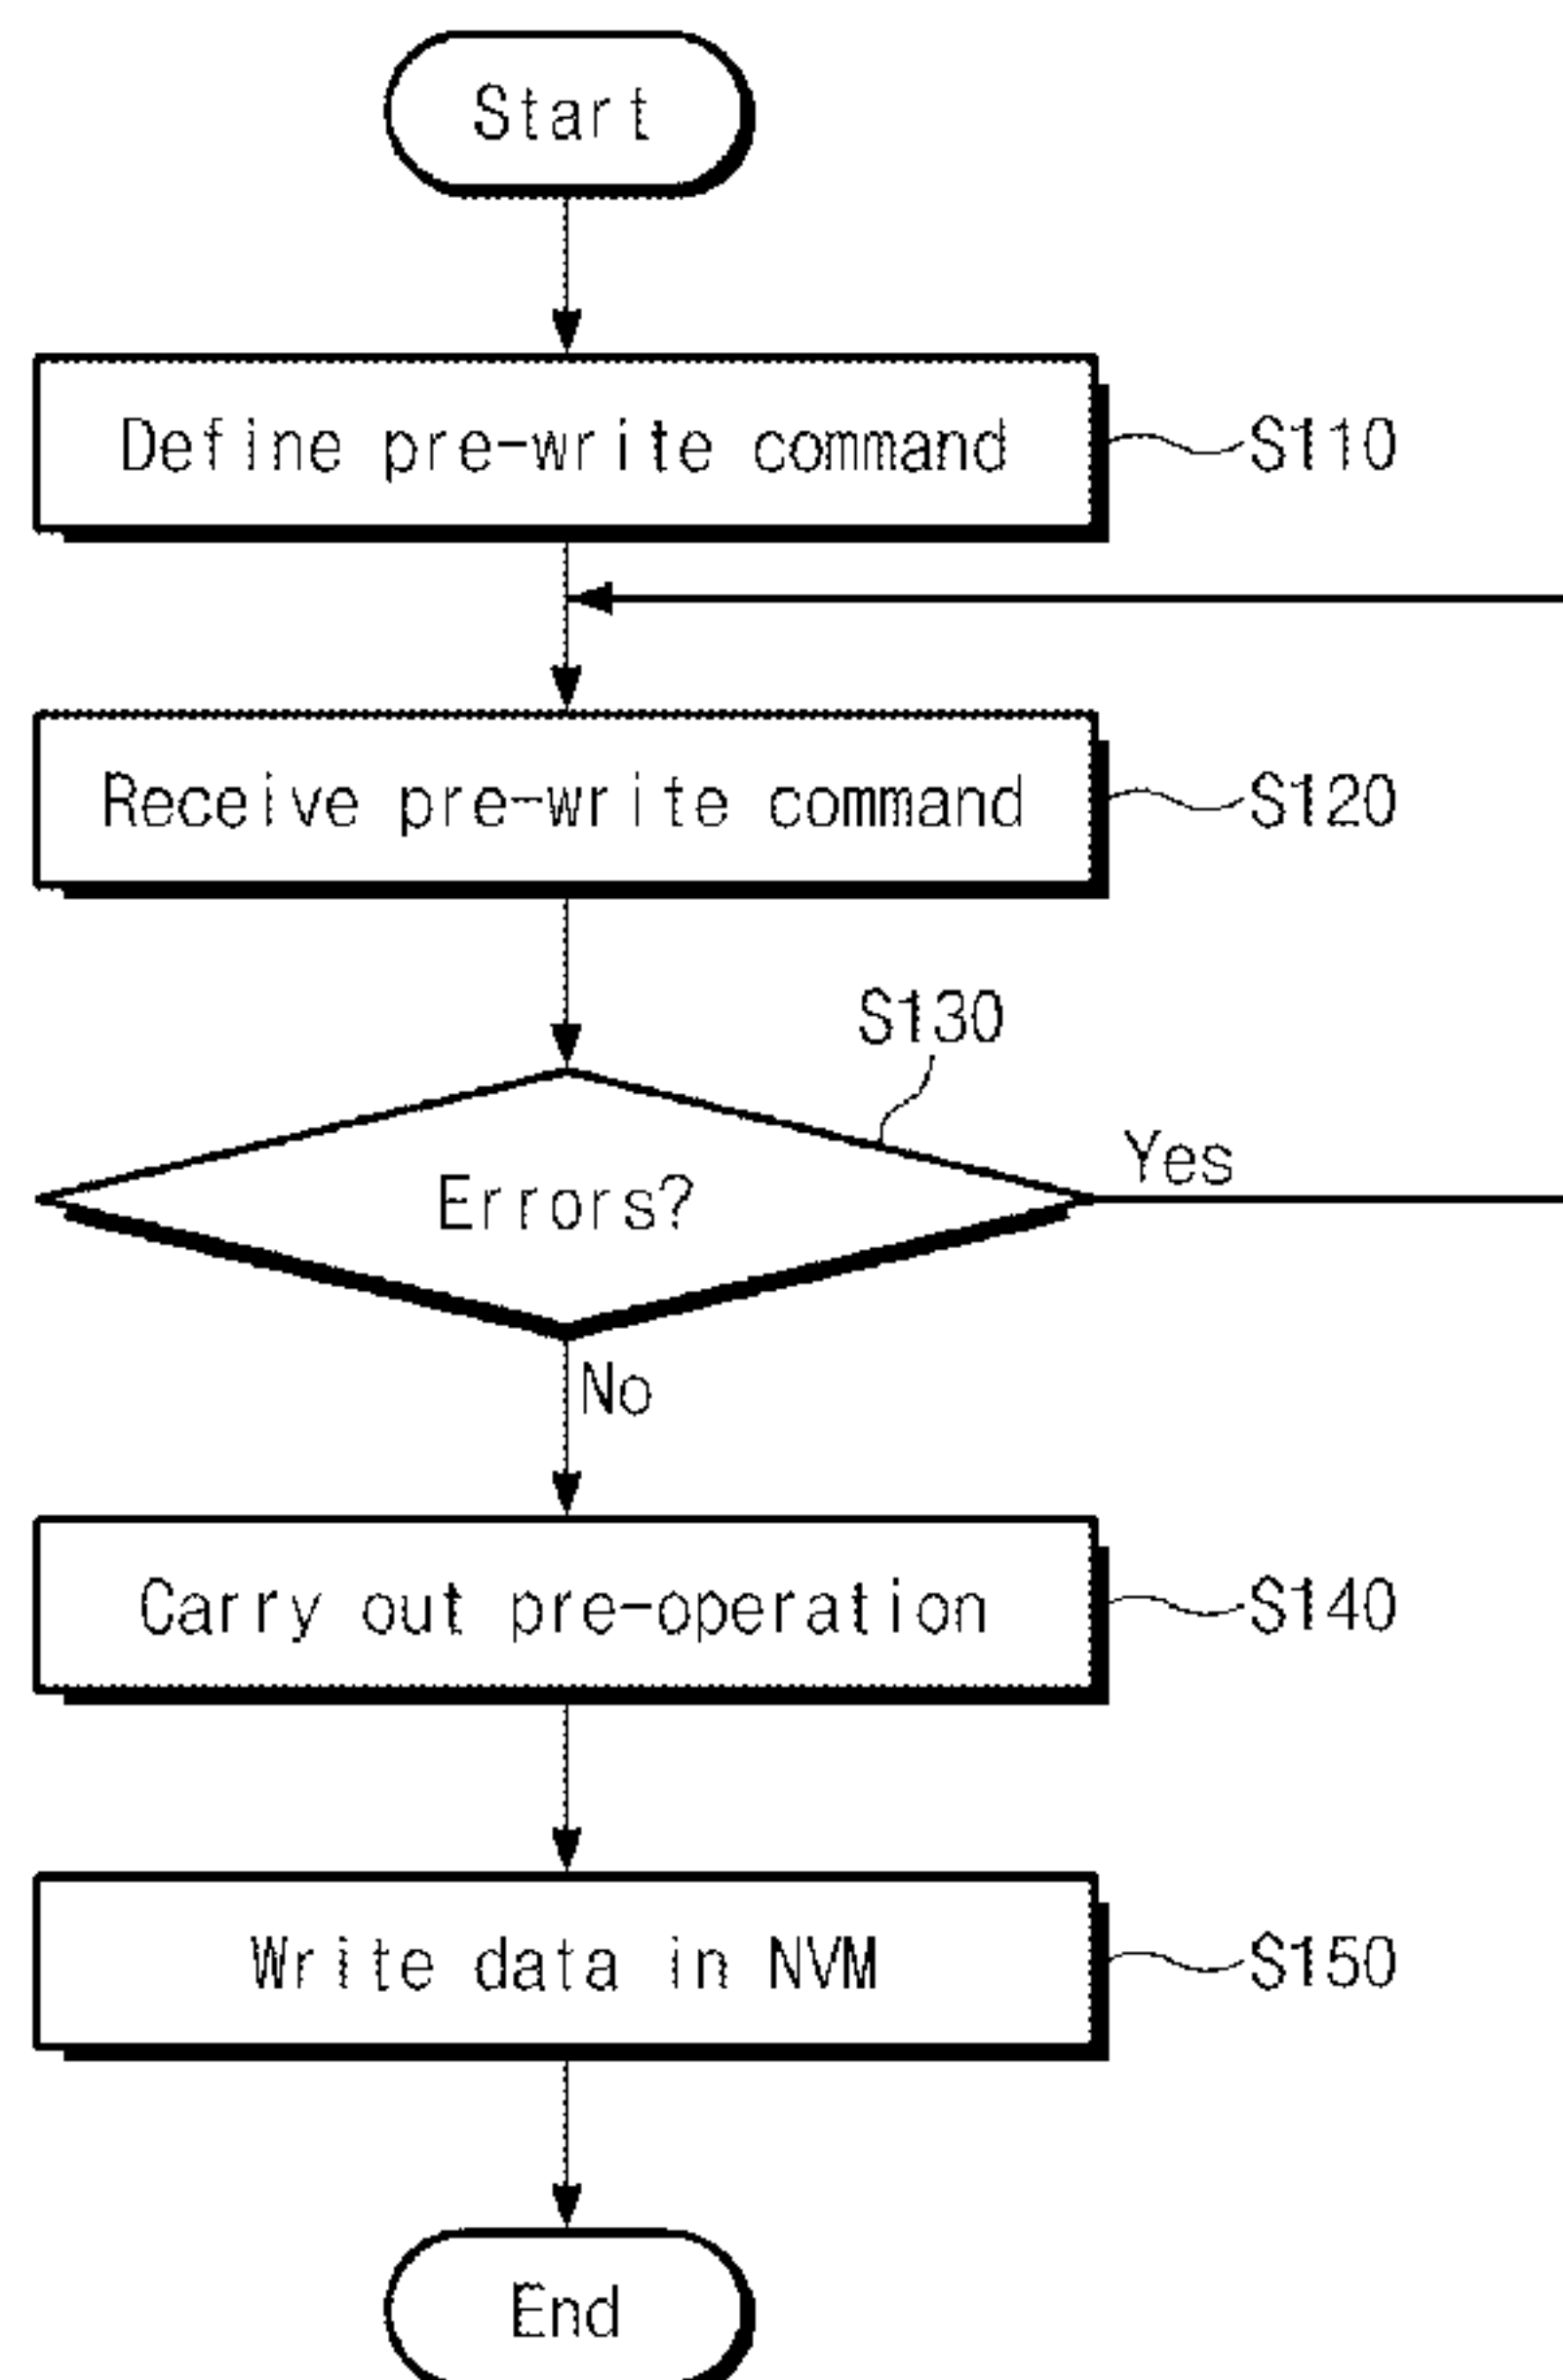 Start
Define pre-write command
S110
Receive pre-write command
S120
S130
Errors?
Yes
No
Carry out pre-operation
S140
Write data in NVM
S150
End